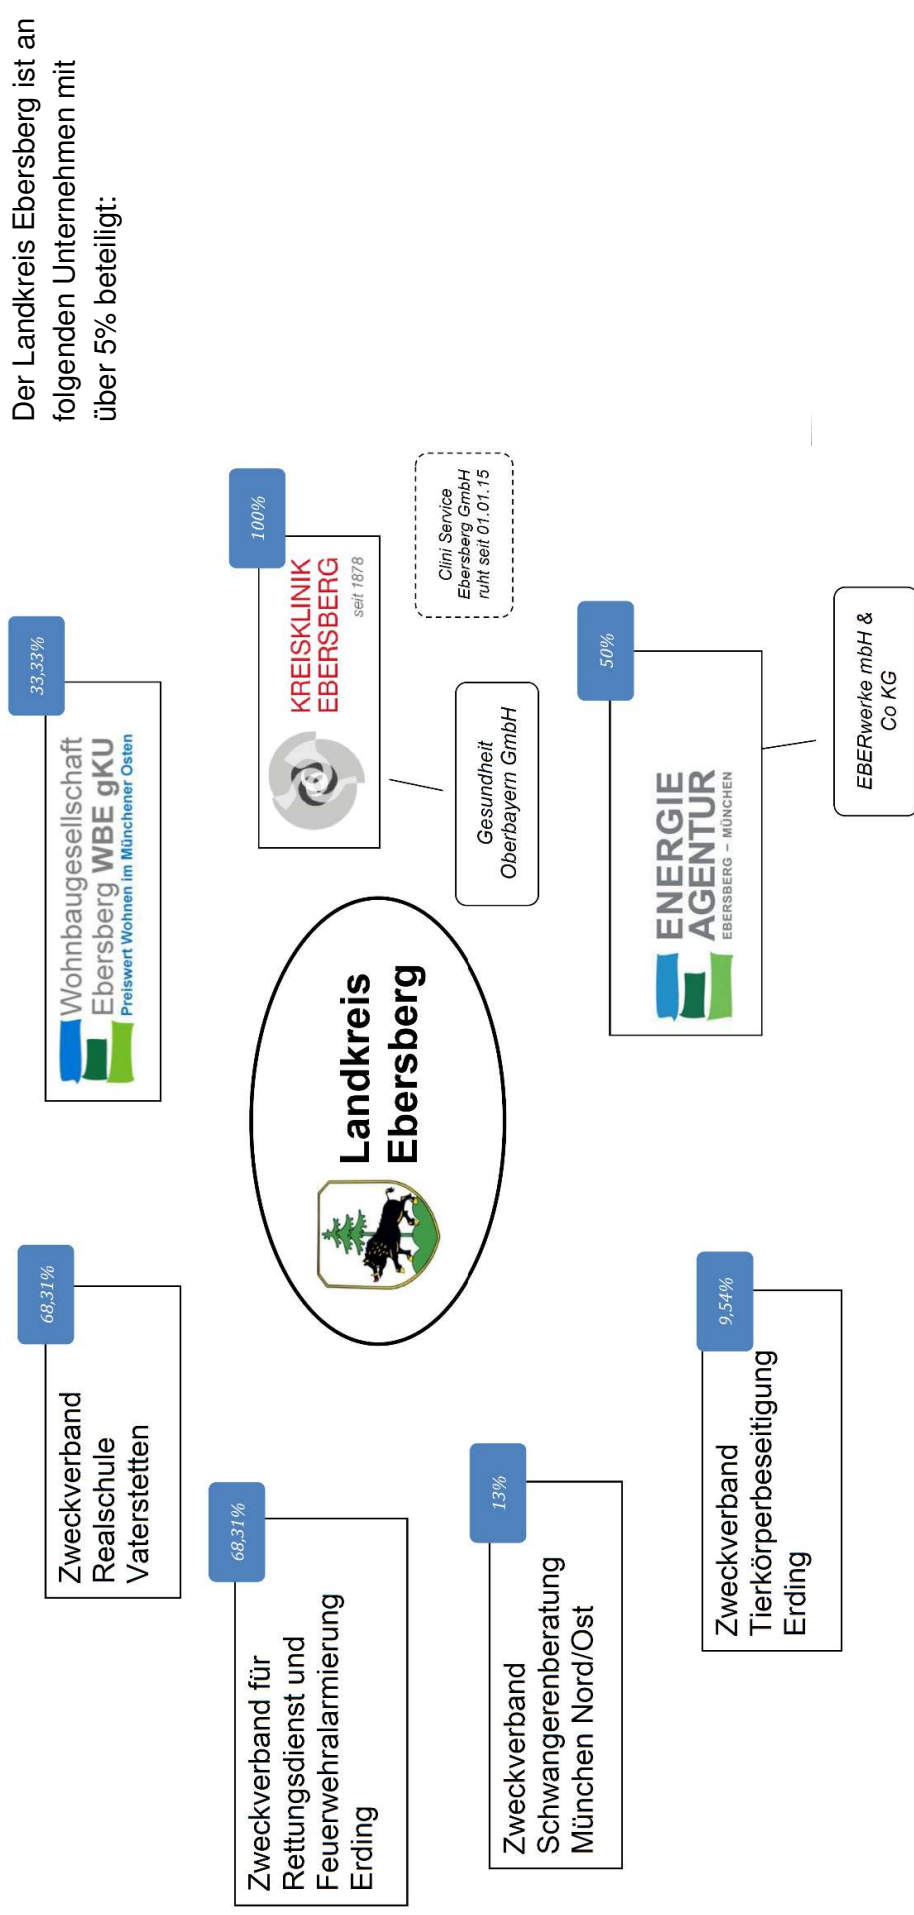 Der Landkreis Ebersberg ist an
folgenden Unternehmen mit
über 5% beteiligt:
68,31%
Zweckverband
Realschule
Vaterstetten
33,33%
Wohnbaugesellschaft
Ebersberg WBE gKU
Preiswert Wohnen im Münchener Osten
68,31%
Zweckverband für
Rettungsdienst und
Feuerwehralarmierung
Erding
Landkreis
Ebersberg
100%
KREISKLINIK
EBERSBERG
seit 1878
Clini Service
Ebersberg GmbH
ruht seit 01.01.15
Gesundheit
Oberbayern GmbH
13%
Zweckverband
Schwangerenberatung
München Nord/Ost
50%
ENERGIE
AGENTUR
EBERSBERG – MÜNCHEN
9,54%
Zweckverband
Tierkörperbeseitigung
Erding
EBERwerke mbH &
Co KG